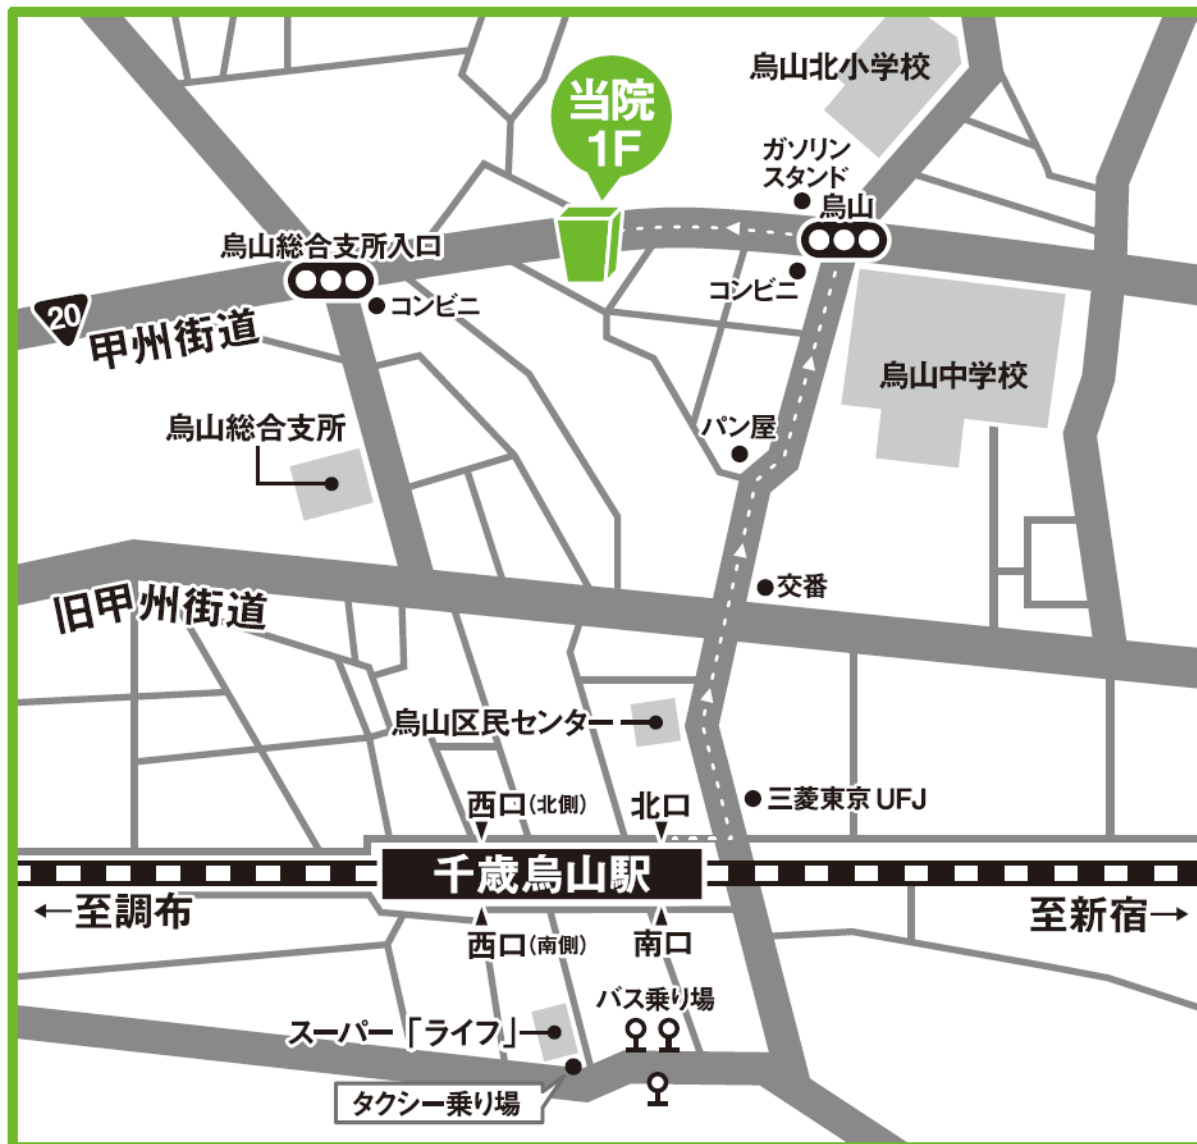 烏山北小学校
当院
1F
ガソリン
スタンド
烏山
烏山総合支所入口
コンビニ
コンビニ
20
甲州街道
烏山中学校
烏山総合支所
パン屋
交番
旧甲州街道
烏山区民センター
三菱東京UFJ
西口(北側)
北口
千歳烏山駅
←至調布
至新宿→
西口(南側)
南口
バス乗り場
スーパー「ライフ」
タクシー乗り場